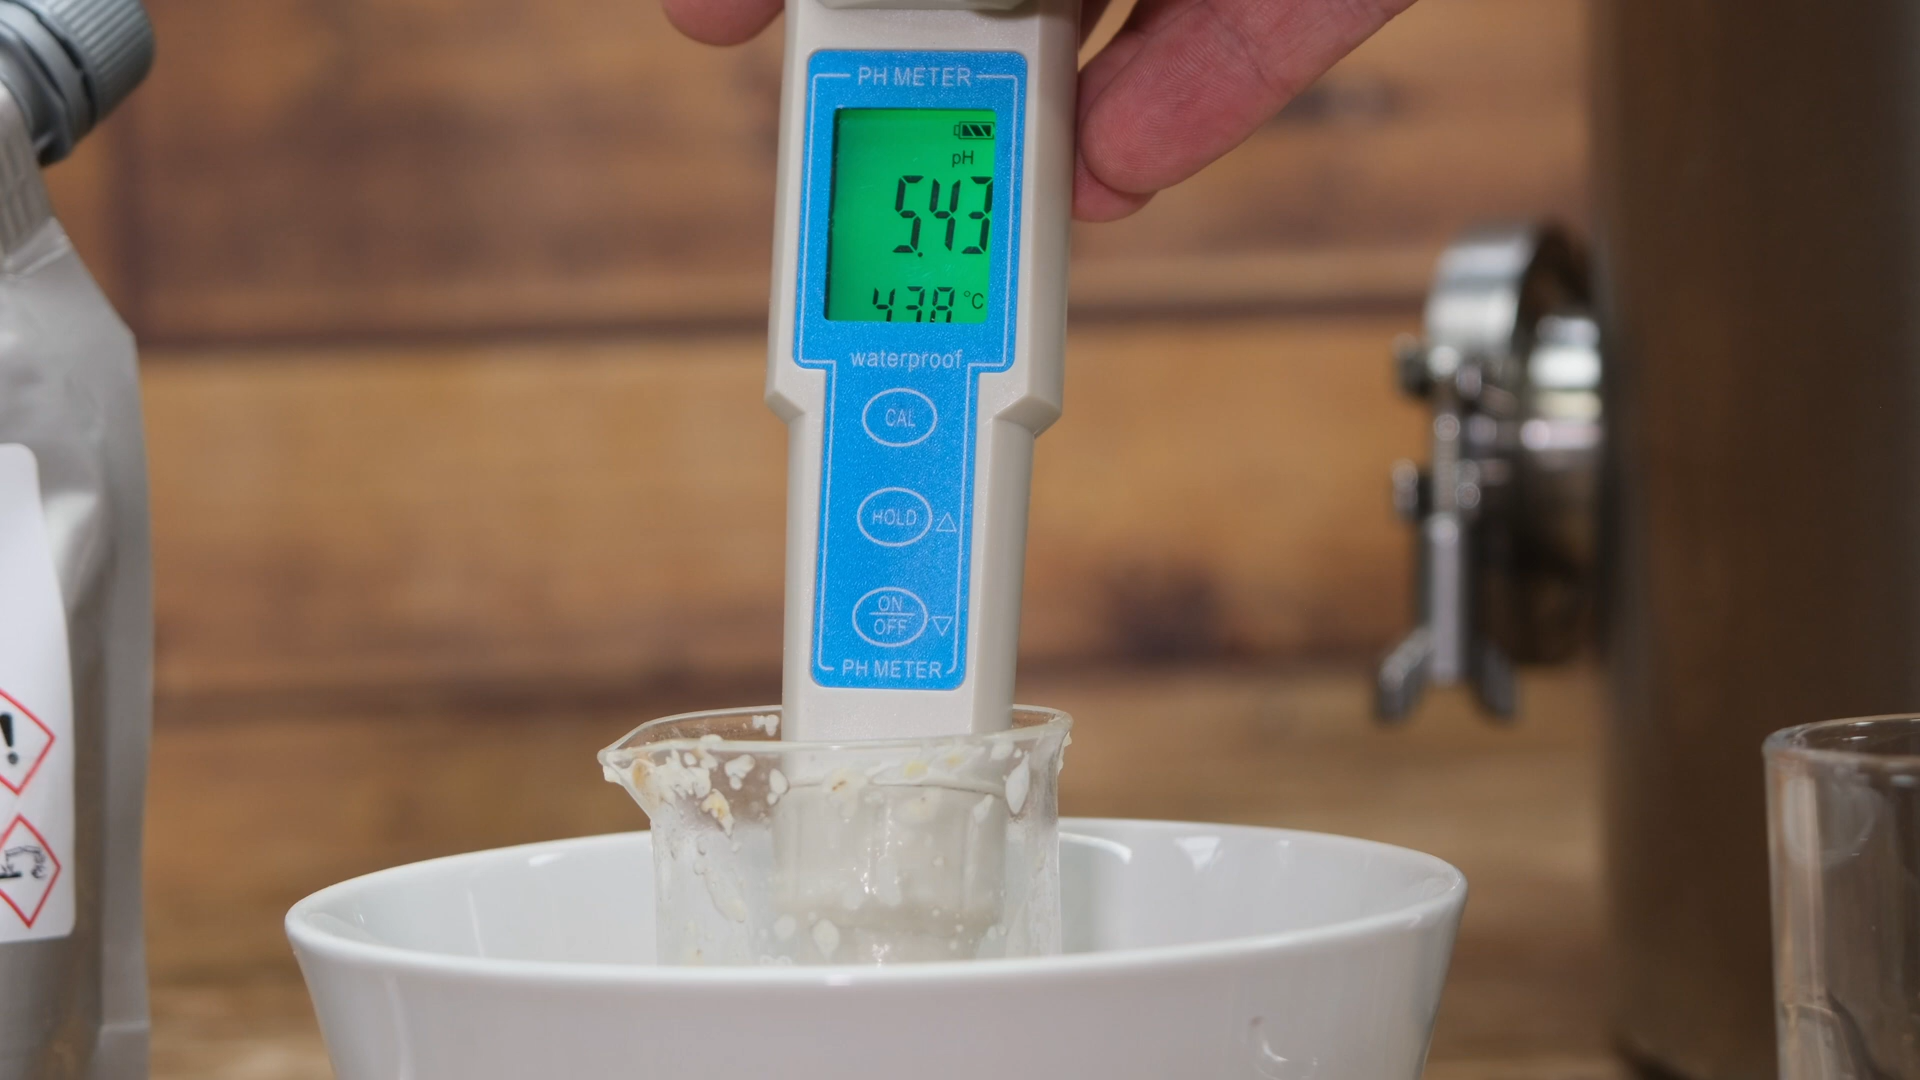 PH METER
pH
5.43
43.8 °C
waterproof
CAL
HOLD
ON
OFF
PH METER